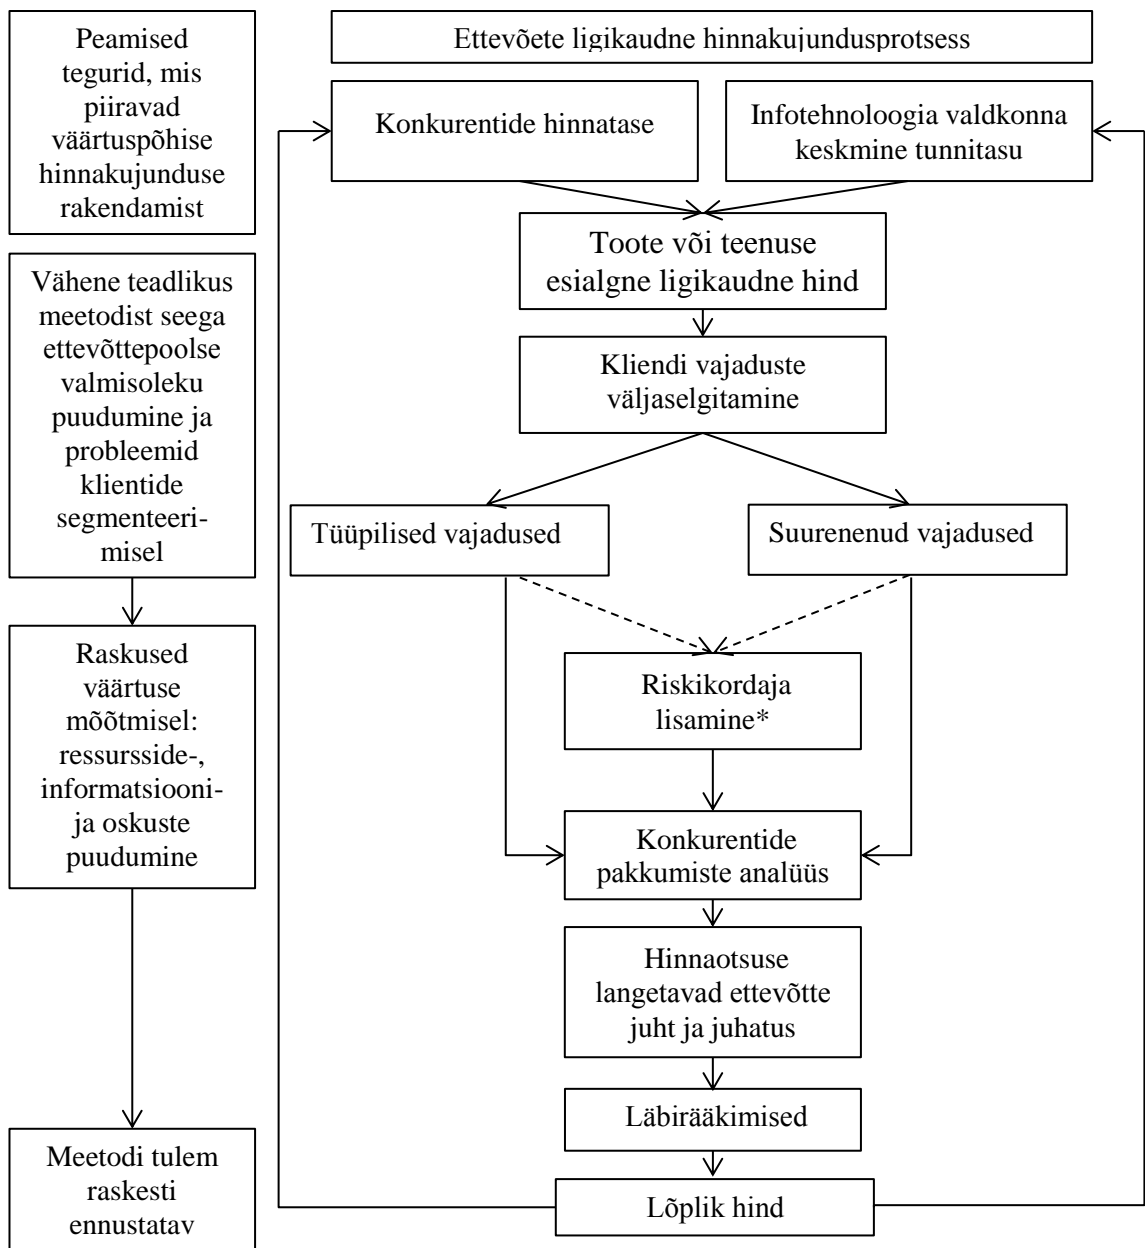 Peamised
tegurid, mis
piiravad
väärtuspõhise
hinnakujunduse
rakendamist
Vähene teadlikus
meetodist seega
ettevõttepoolse
valmisoleku
puudumine ja
probleemid
klientide
segmenteeri-
misel
Raskused
väärtuse
mõõtmisel:
ressursside-,
informatsiooni-
ja oskuste
puudumine
Meetodi tulem
raskesti
ennustatav
Ettevõete ligikaudne hinnakujundusprotsess
Konkurentide hinnatase
Infotehnoloogia valdkonna
keskmine tunnitasu
Toote või teenuse
esialgne ligikaudne hind
Kliendi vajaduste
väljaselgitamine
Tüüpilised vajadused
Suurenenud vajadused
Riskikordaja
lisamine*
Konkurentide
pakkumiste analüüs
Hinnaotsuse
langetavad ettevõtte
juht ja juhatus
Läbirääkimised
Lõplik hind